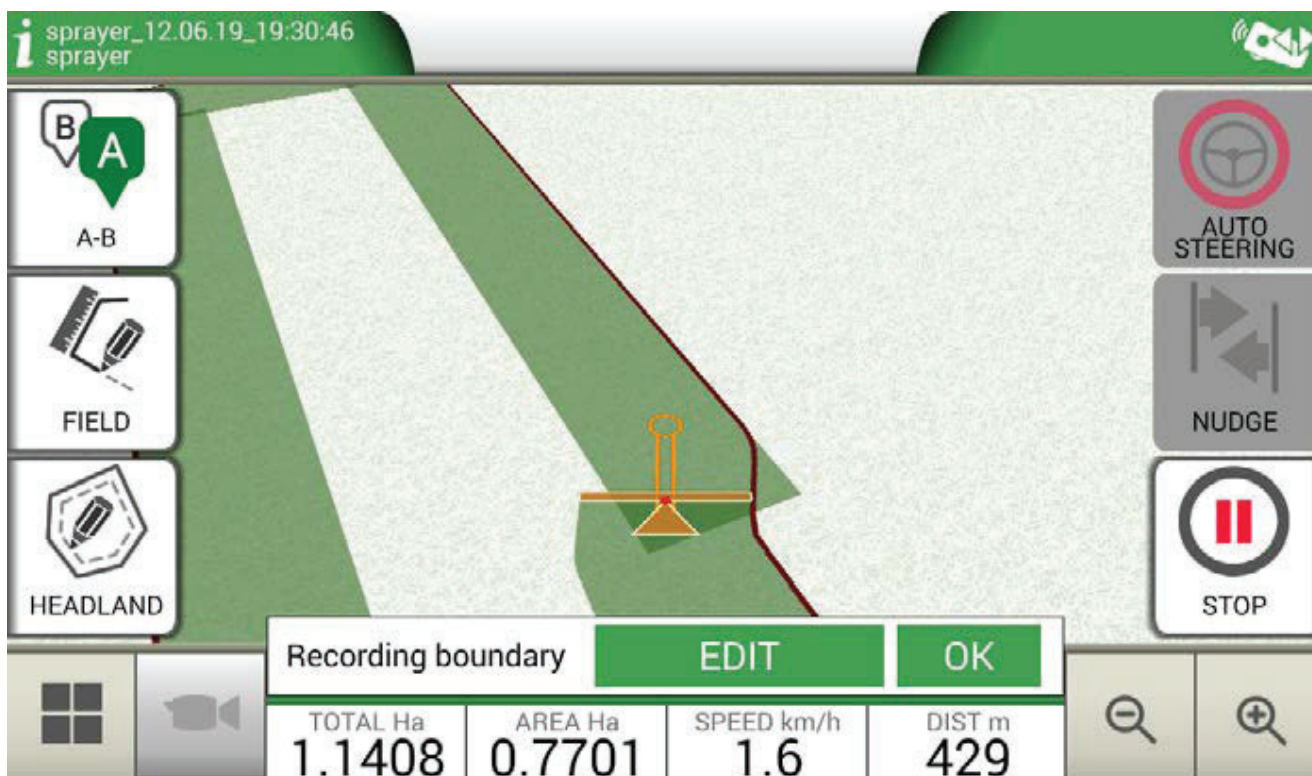 sprayer_12.06.19_19:30:46
sprayer
B
A
A-B
FIELD
HEADLAND
AUTO
STEERING
NUDGE
STOP
Recording boundary EDIT OK
TOTAL Ha AREA Ha SPEED km/h DIST m
1.1408 0.7701 1.6 429